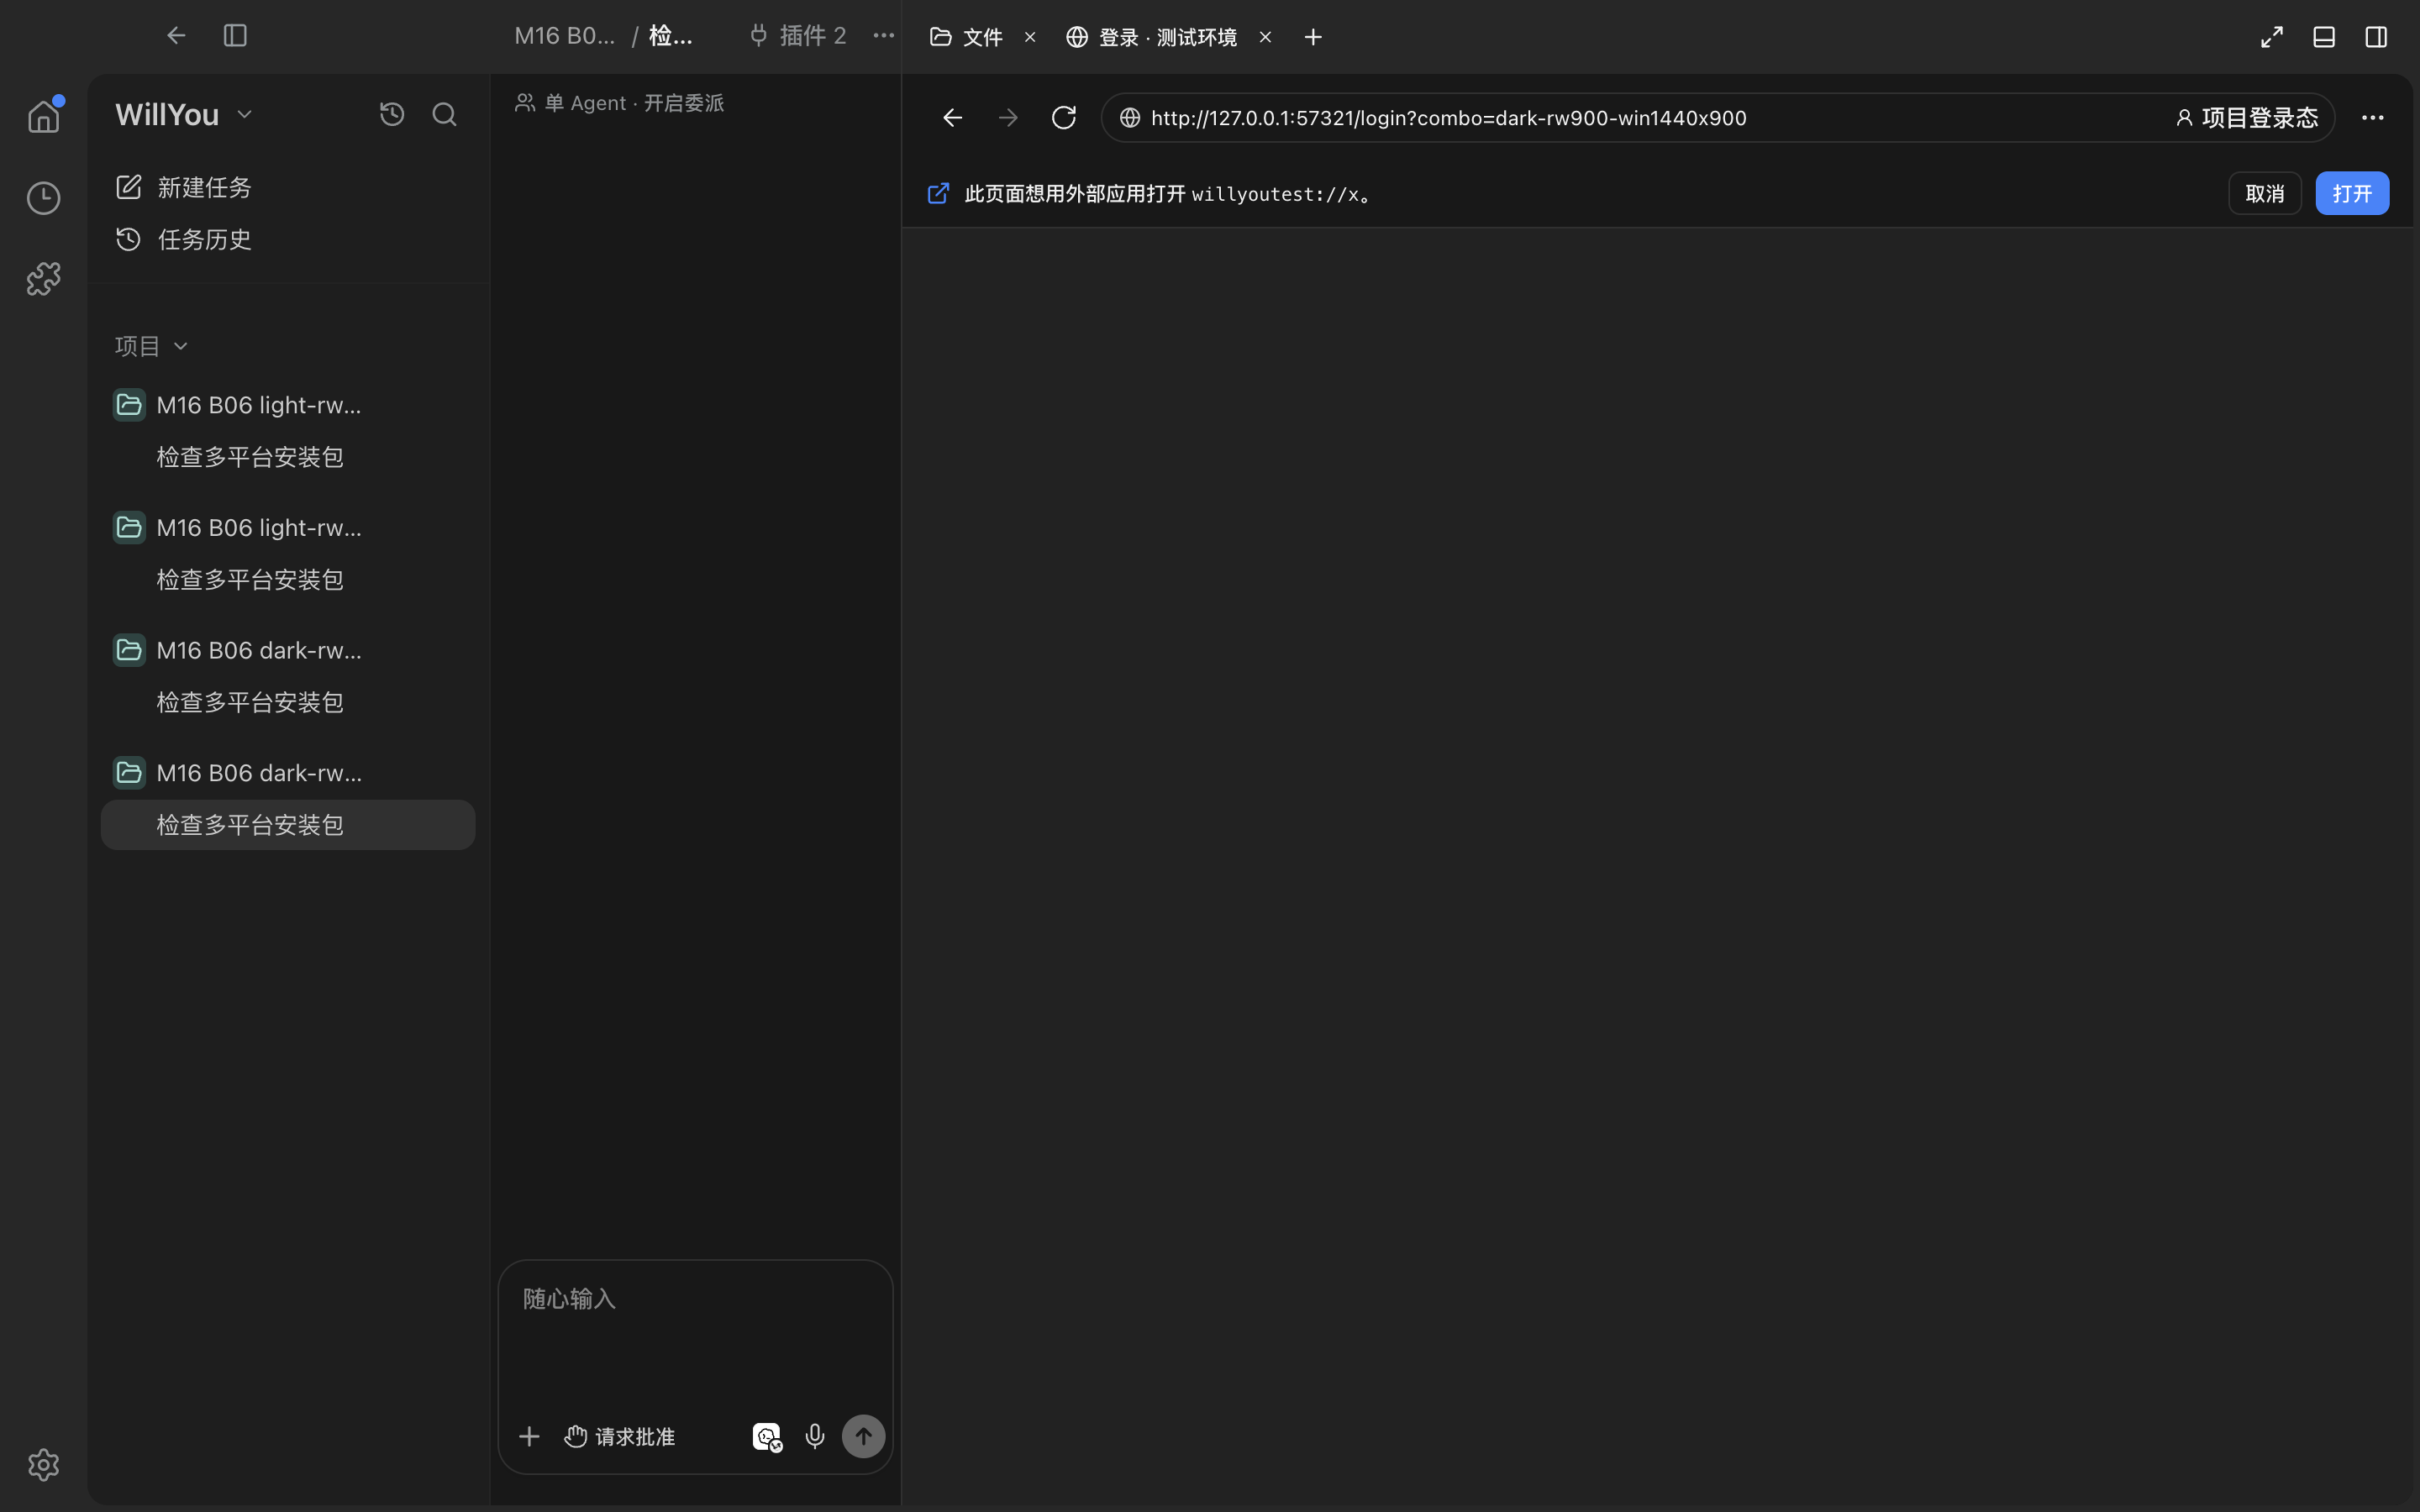 M16 B0... / 检...
插件 2
文件
登录 · 测试环境
WillYou
单 Agent · 开启委派
http://127.0.0.1:57321/login?combo=dark-rw900-win1440x900
项目登录态
此页面想用外部应用打开 willyoutest://x。
取消
打开
新建任务
任务历史
项目
M16 B06 light-rw...
检查多平台安装包
M16 B06 light-rw...
检查多平台安装包
M16 B06 dark-rw...
检查多平台安装包
M16 B06 dark-rw...
检查多平台安装包
随心输入
请求批准